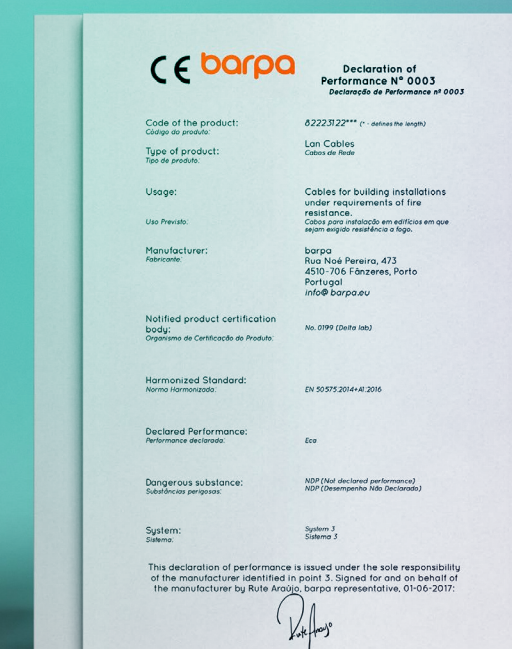 CE barpa
Declaration of
Performance Nº 0003
Declaração de Performance nº 0003
Code of the product:
Código do produto:
82223122*** (* - defines the length)
Type of product:
Tipo de produto:
Lan Cables
Cabos de Rede
Usage:
Uso Previsto:
Cables for building installations
under requirements of fire
resistance.
Cabos para instalação em edifícios em que
sejam exigido resistência a fogo.
Manufacturer:
Fabricante:
barpa
Rua Noé Pereira, 473
4510-706 Fânzeres, Porto
Portugal
info@barpa.eu
Notified product certification
body:
Organismo de Certificação do Produto:
No. 0199 (Delta lab)
Harmonized Standard:
Norma Harmonizada:
EN 50575:2014+A1:2016
Declared Performance:
Performance declarada:
Eca
Dangerous substance:
Substâncias perigosas:
NDP (Not declared performance)
NDP (Desempenho Não Declarado)
System:
Sistema:
System 3
Sistema 3
This declaration of performance is issued under the sole responsibility
of the manufacturer identified in point 3. Signed for and on behalf of
the manufacturer by Rute Araújo, barpa representative, 01-06-2017:
Rute Araújo